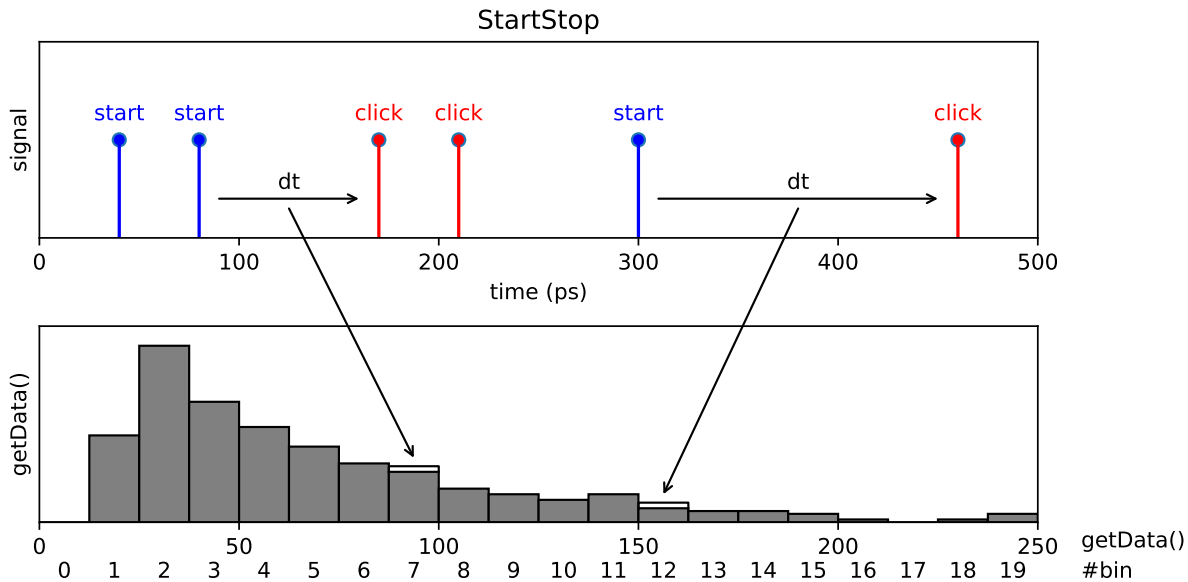 StartStop
signal
start start click click start click
dt dt
0 100 200 300 400 500
time (ps)
getData()
0 50 100 150 200 250 getData()
0 1 2 3 4 5 6 7 8 9 10 11 12 13 14 15 16 17 18 19 #bin